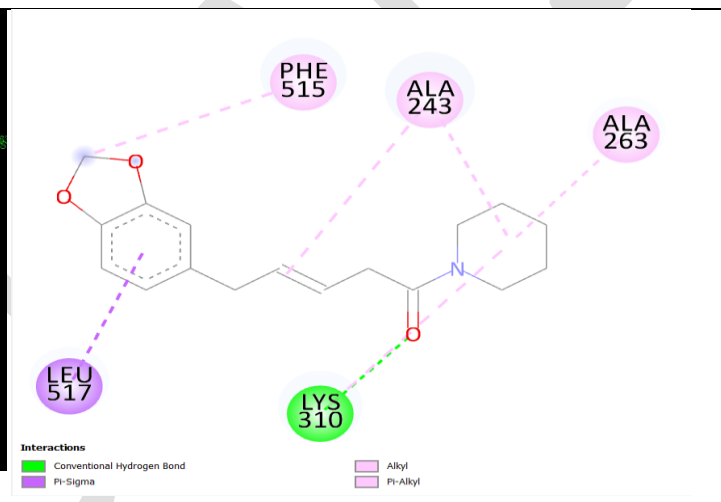 PHE
515
ALA
243
ALA
263
O
O
N
O
LEU
517
LYS
310
Interactions
Conventional Hydrogen Bond
Pi-Sigma
Alkyl
Pi-Alkyl